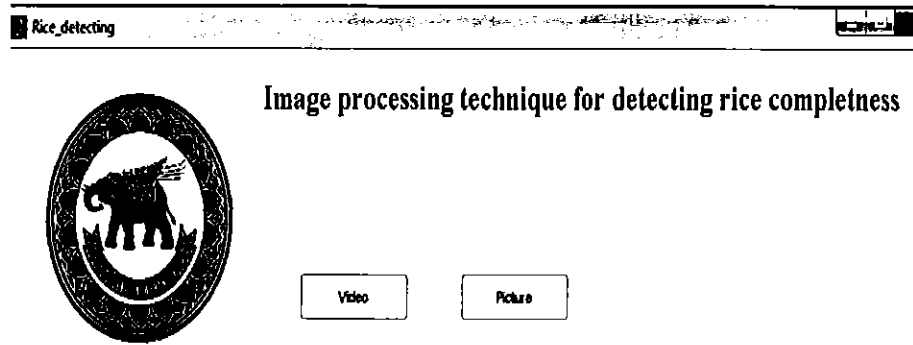 Rice_detecting
Image processing technique for detecting rice completness
Video
Picture